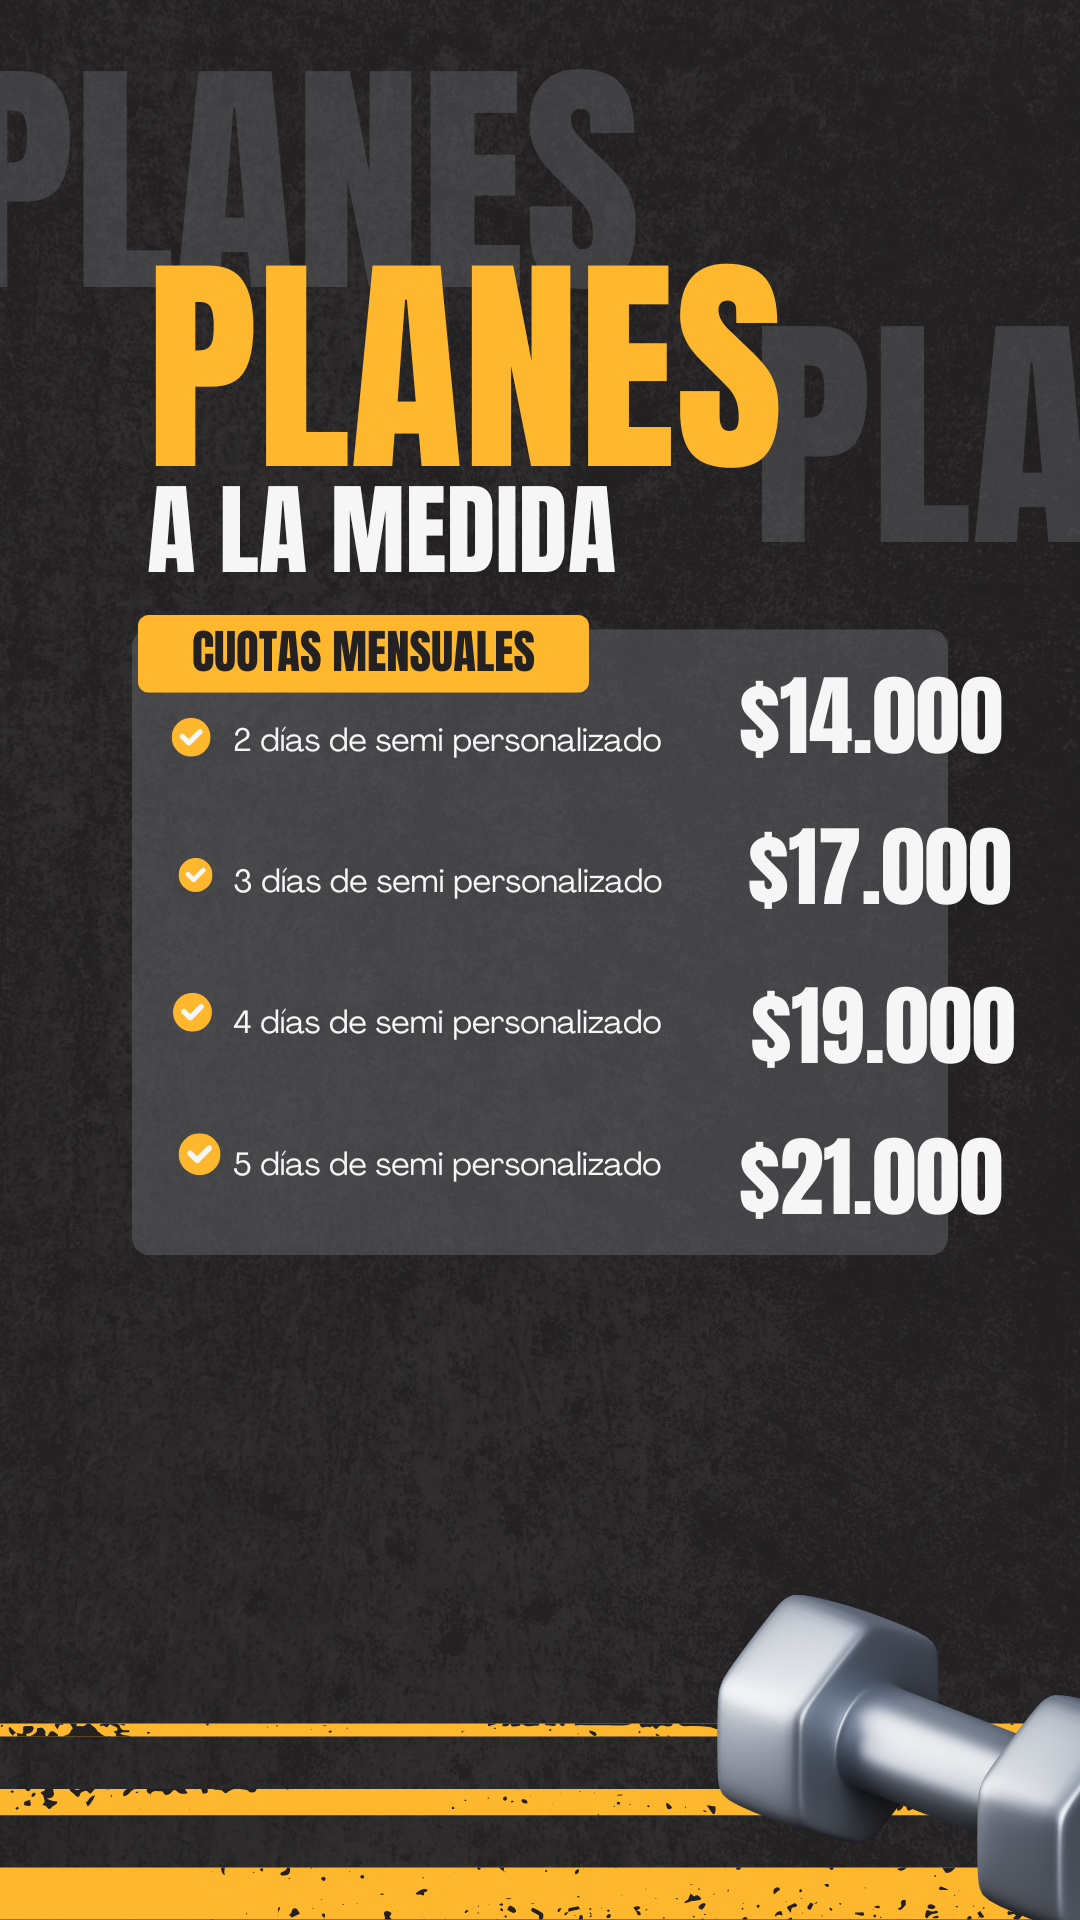 PLANES
PLANES
PLA
A LA MEDIDA
CUOTAS MENSUALES
2 días de semi personalizado $14.000
3 días de semi personalizado $17.000
4 días de semi personalizado $19.000
5 días de semi personalizado $21.000